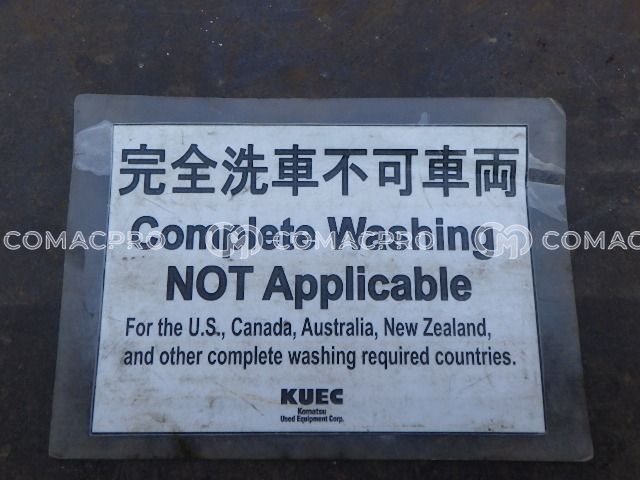 完全洗車不可車両
Complete Washing
COMACPRO COMACPRO COMACPRO
NOT Applicable
For the U.S., Canada, Australia, New Zealand,
and other complete washing required countries.
KUEC
Komatsu
Used Equipment Corp.